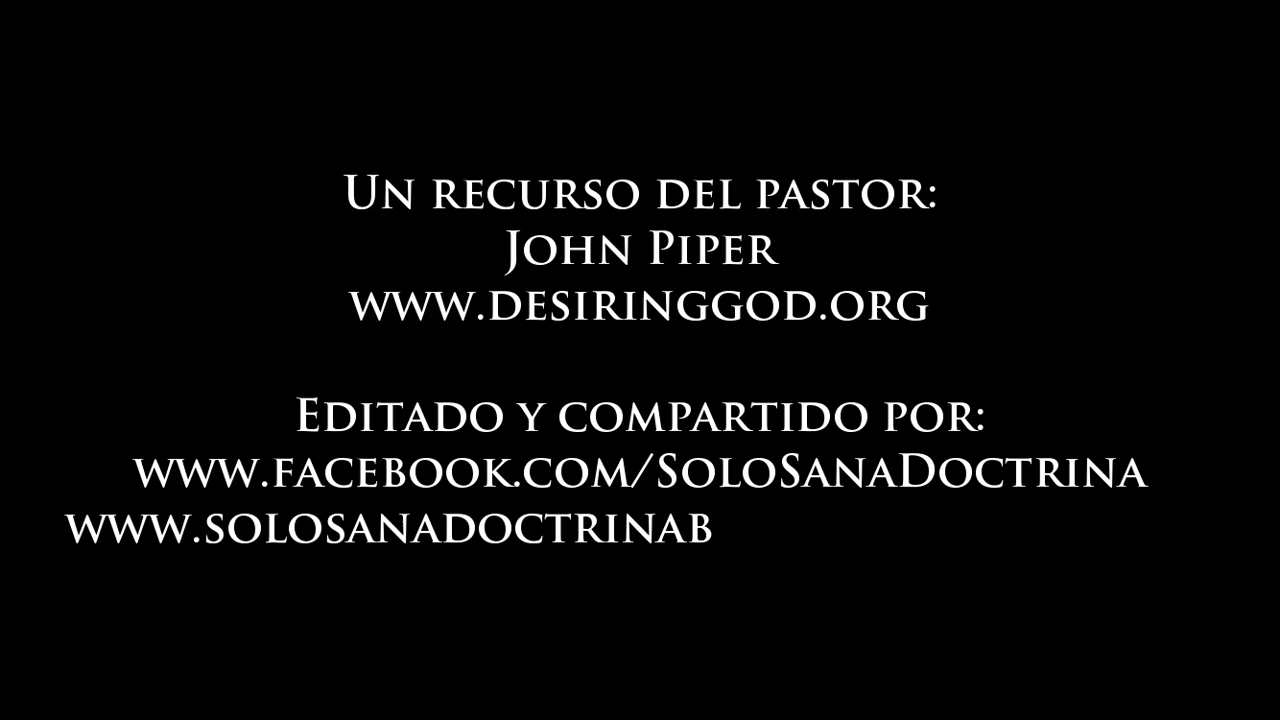 Un recurso del pastor:
John Piper
www.desiringgod.org
Editado y compartido por:
www.facebook.com/SoloSanaDoctrina
www.solosanadoctrinab